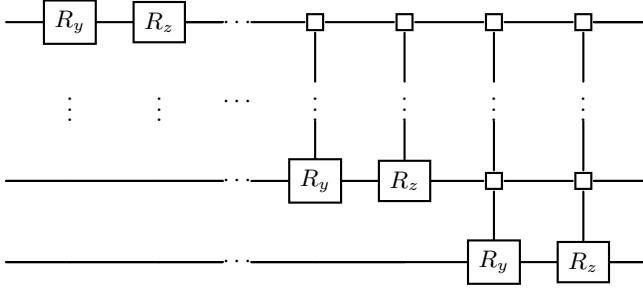 R_y R_z ...
⋮ ⋮ ... ⋮ ⋮ ⋮ ⋮
... R_y R_z
... R_y R_z